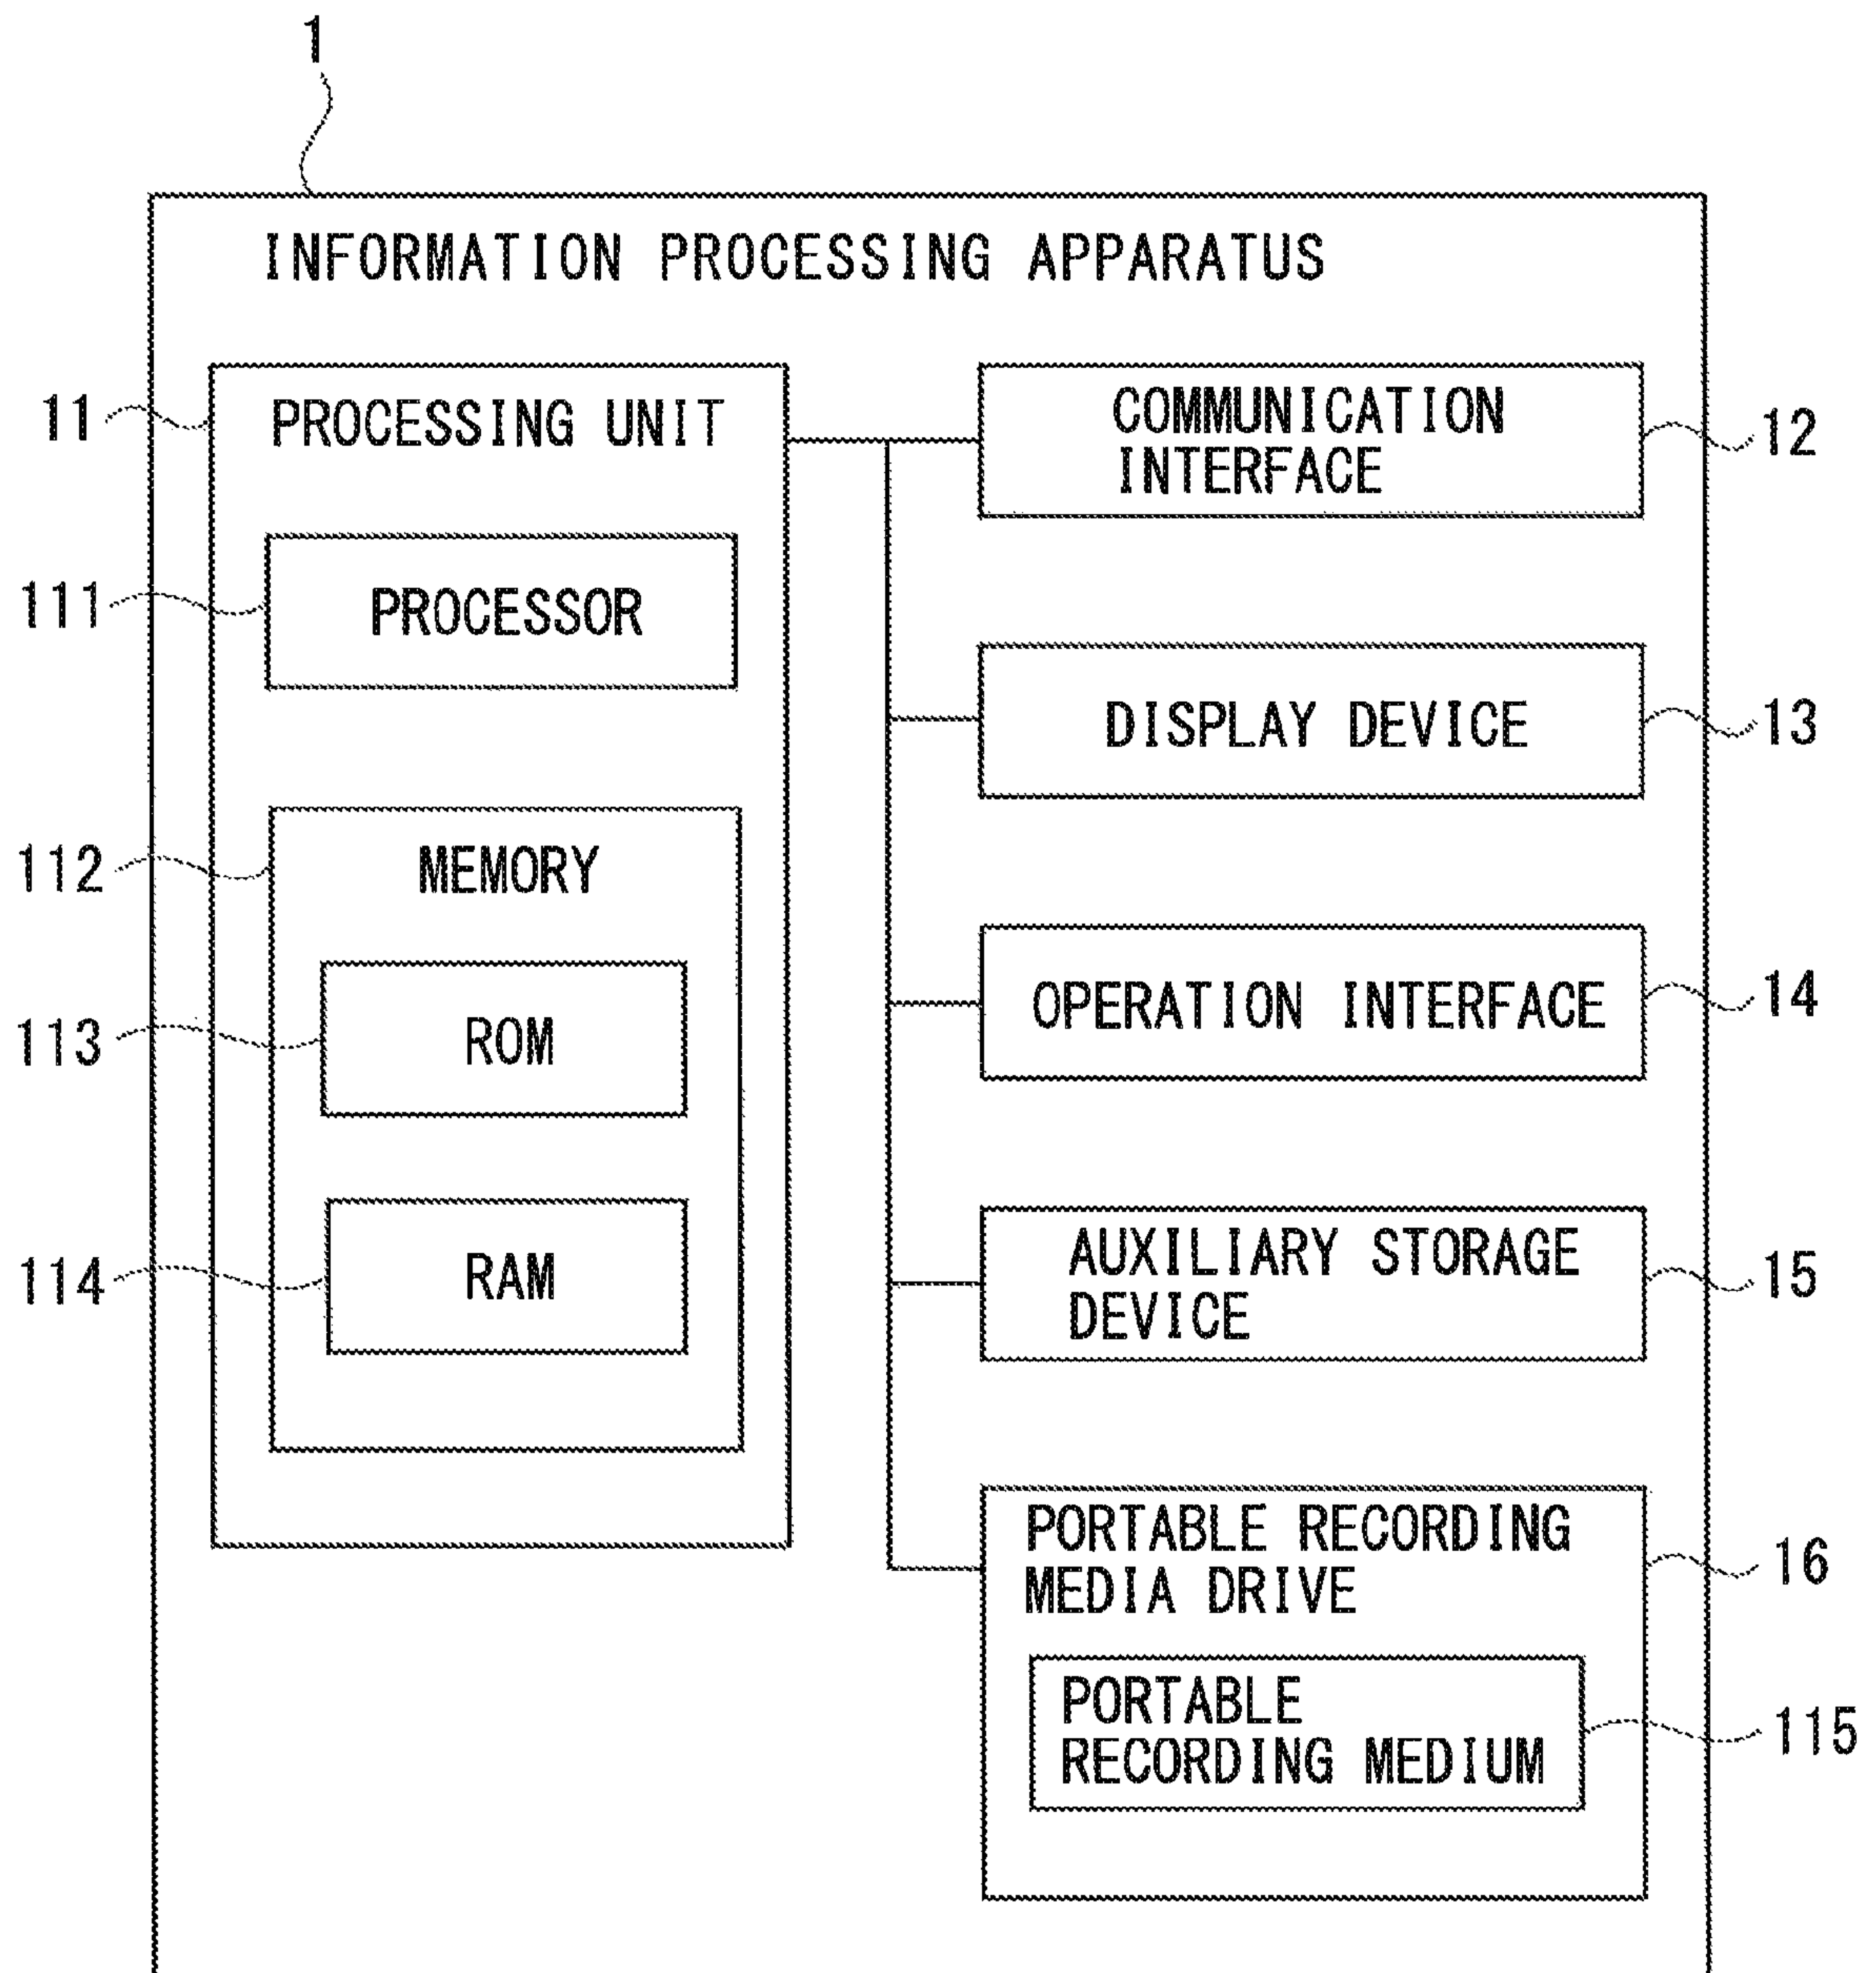 1
INFORMATION PROCESSING APPARATUS
11
PROCESSING UNIT
111
PROCESSOR
112
MEMORY
113
ROM
114
RAM
COMMUNICATION
INTERFACE
12
DISPLAY DEVICE
13
OPERATION INTERFACE
14
AUXILIARY STORAGE
DEVICE
15
PORTABLE RECORDING
MEDIA DRIVE
16
PORTABLE
RECORDING MEDIUM
115